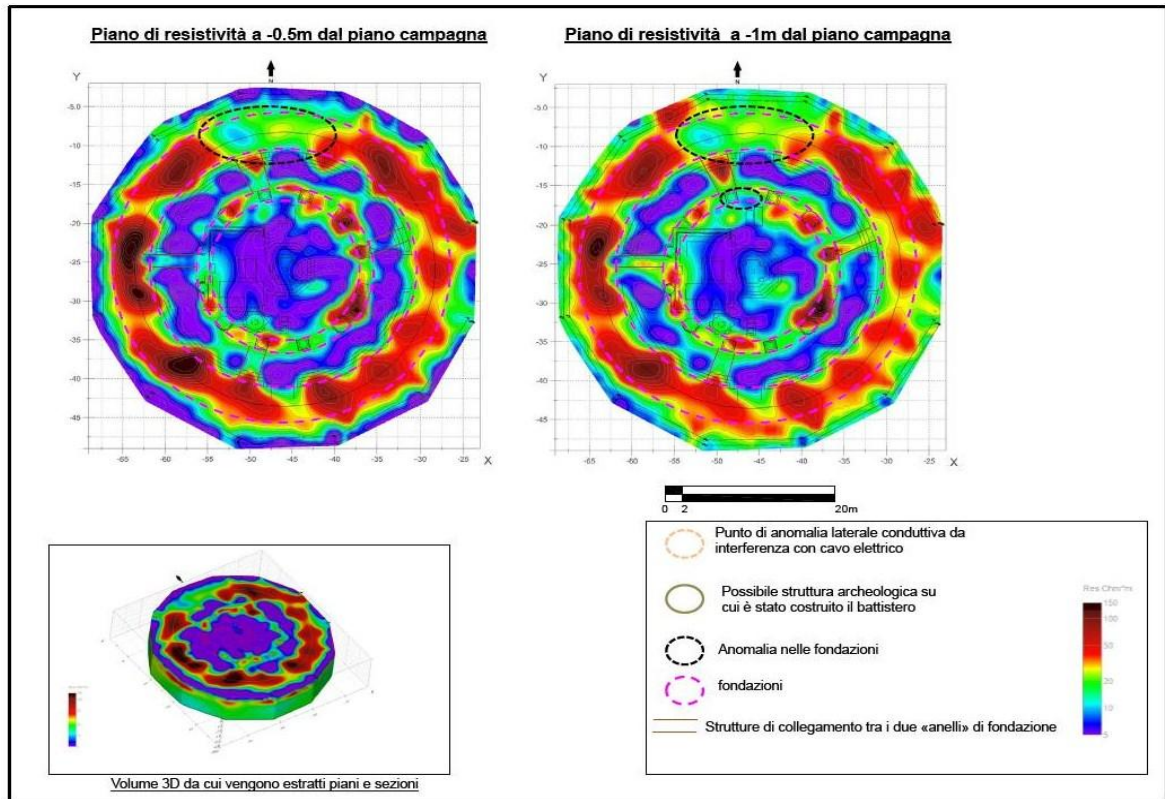 Piano di resistività a -0.5m dal piano campagna
Piano di resistività a -1m dal piano campagna
Y
N
-5.0
-10
-15
-20
-25
-30
-35
-40
-45
-65
-60
-55
-50
-45
-40
-35
-30
-25
X
Y
N
-5.0
-10
-15
-20
-25
-30
-35
-40
-45
-65
-60
-55
-50
-45
-40
-35
-30
-25
X
0 2 20m
Punto di anomalia laterale conduttiva da
interferenza con cavo elettrico
Possibile struttura archeologica su
cui è stato costruito il battistero
Anomalia nelle fondazioni
fondazioni
Strutture di collegamento tra i due «anelli» di fondazione
Res.Ohm*m
150
100
50
20
10
5
Volume 3D da cui vengono estratti piani e sezioni